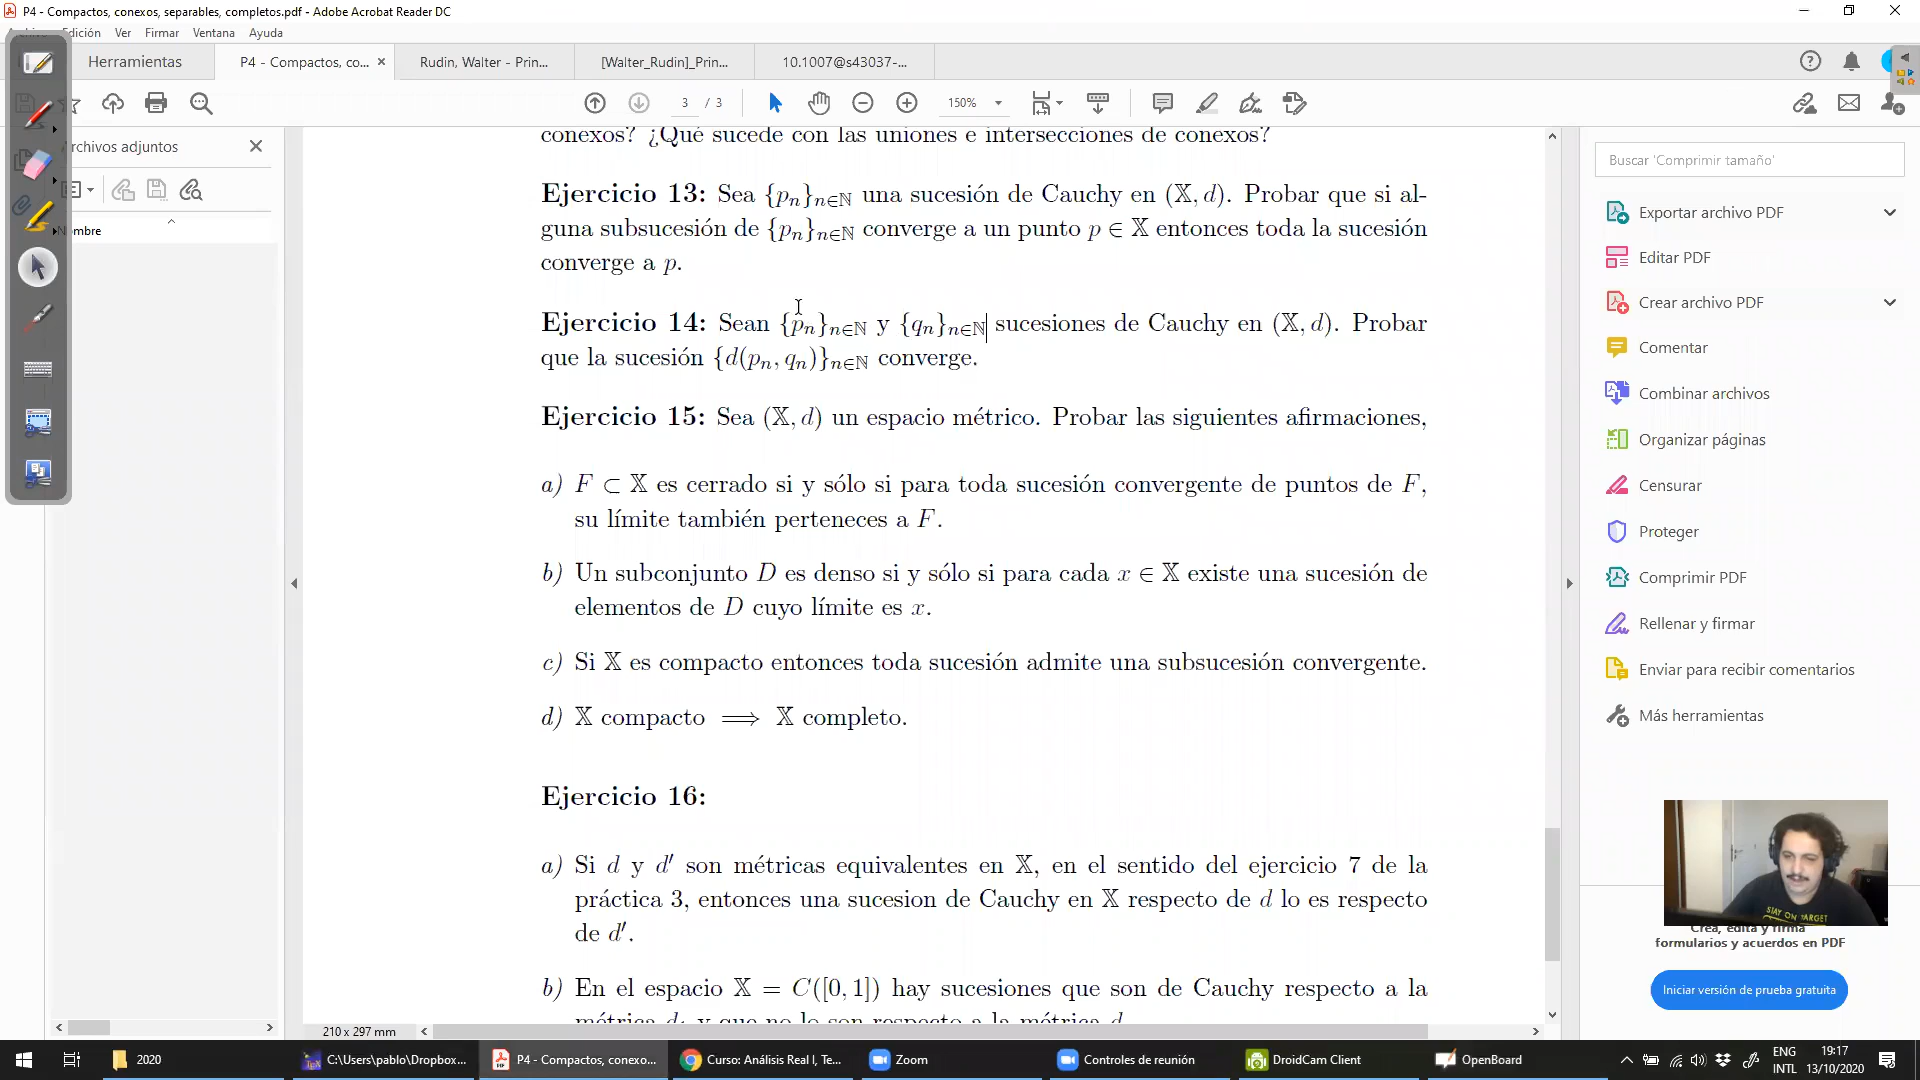 P4 - Compactos, conexos, separables, completos.pdf - Adobe Acrobat Reader DC
Edición Ver Firmar Ventana Ayuda
Herramientas P4 - Compactos, co... × Rudin, Walter - Prin... [Walter_Rudin]_Prin... 10.1007@s43037-...
3 / 3 150%
Archivos adjuntos
Nombre
conexos? ¿Qué sucede con las uniones e intersecciones de conexos?
Ejercicio 13: Sea {pₙ}ₙ∈ℕ una sucesión de Cauchy en (𝕏, d). Probar que si al-
guna subsucesión de {pₙ}ₙ∈ℕ converge a un punto p ∈ 𝕏 entonces toda la sucesión
converge a p.
Ejercicio 14: Sean {pₙ}ₙ∈ℕ y {qₙ}ₙ∈ℕ sucesiones de Cauchy en (𝕏, d). Probar
que la sucesión {d(pₙ, qₙ)}ₙ∈ℕ converge.
Ejercicio 15: Sea (𝕏, d) un espacio métrico. Probar las siguientes afirmaciones,
a) F ⊂ 𝕏 es cerrado si y sólo si para toda sucesión convergente de puntos de F,
su límite también perteneces a F.
b) Un subconjunto D es denso si y sólo si para cada x ∈ 𝕏 existe una sucesión de
elementos de D cuyo límite es x.
c) Si 𝕏 es compacto entonces toda sucesión admite una subsucesión convergente.
d) 𝕏 compacto ⟹ 𝕏 completo.
Ejercicio 16:
a) Si d y d′ son métricas equivalentes en 𝕏, en el sentido del ejercicio 7 de la
práctica 3, entonces una sucesion de Cauchy en 𝕏 respecto de d lo es respecto
de d′.
b) En el espacio 𝕏 = C([0, 1]) hay sucesiones que son de Cauchy respecto a la
métrica d₁ y que no lo son respecto a la métrica d
210 x 297 mm
Buscar 'Comprimir tamaño'
Exportar archivo PDF
Editar PDF
Crear archivo PDF
Comentar
Combinar archivos
Organizar páginas
Censurar
Proteger
Comprimir PDF
Rellenar y firmar
Enviar para recibir comentarios
Más herramientas
STAY ON TARGET
Crea, edita y firma
formularios y acuerdos en PDF
Iniciar versión de prueba gratuita
2020 C:\Users\pablo\Dropbox... P4 - Compactos, conexo... Curso: Análisis Real I, Te... Zoom Controles de reunión DroidCam Client OpenBoard
ENG
INTL
19:17
13/10/2020